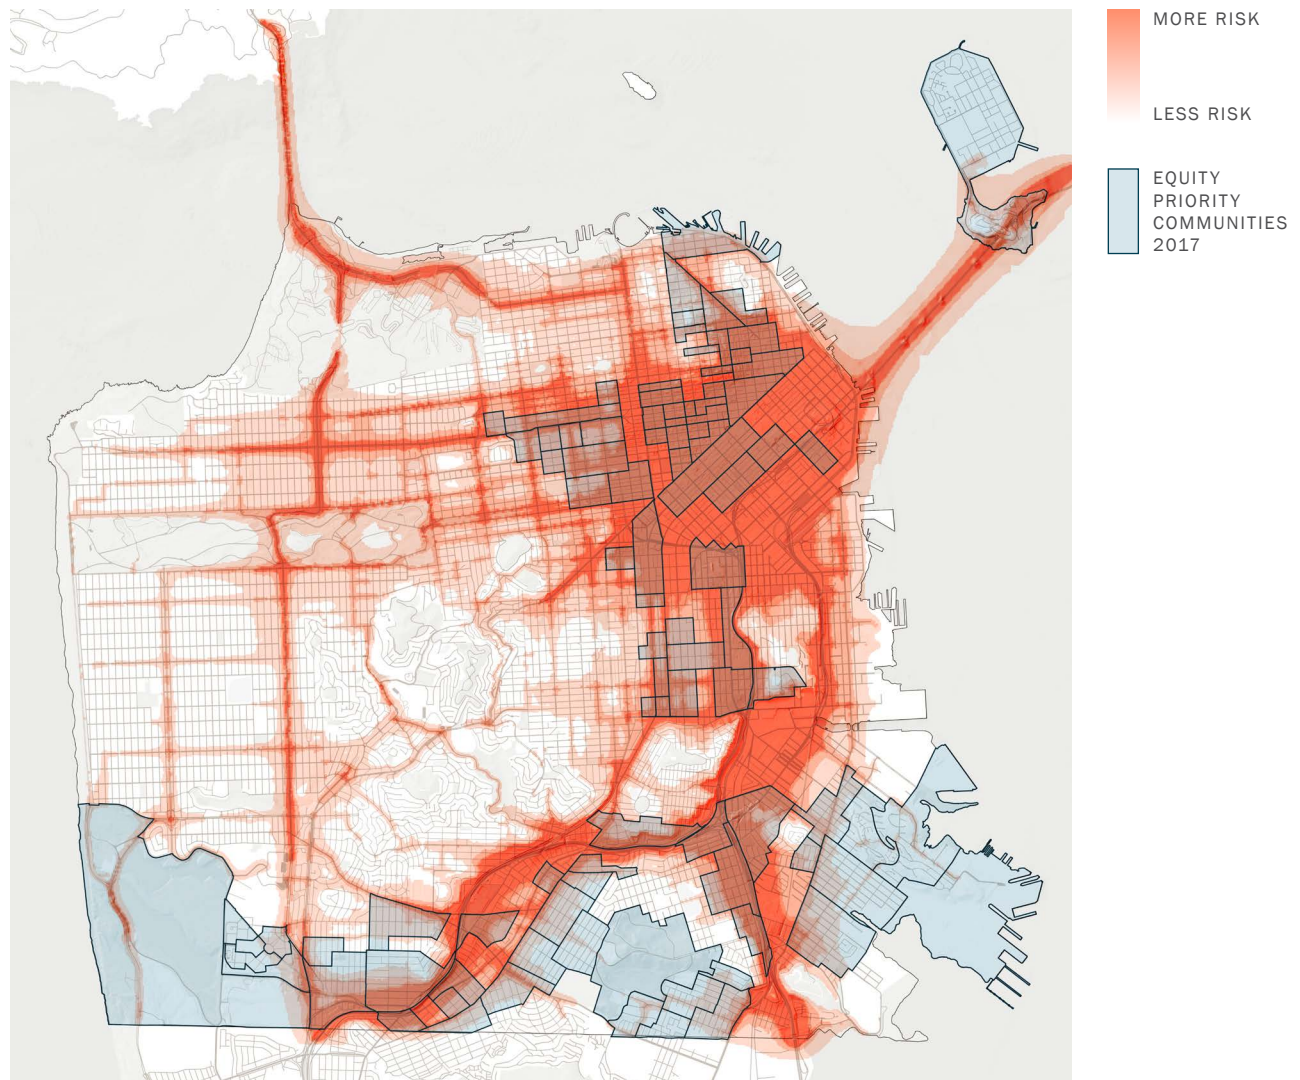 MORE RISK
LESS RISK
EQUITY
PRIORITY
COMMUNITIES
2017